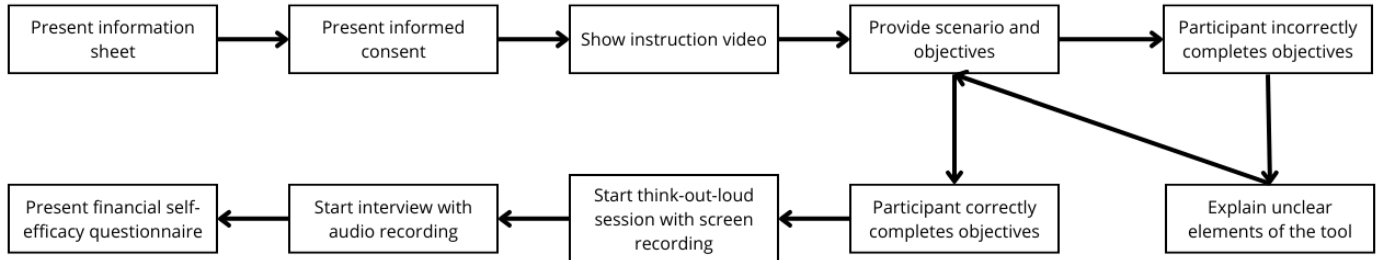 Present information
sheet
Present informed
consent
Show instruction video
Provide scenario and
objectives
Participant incorrectly
completes objectives
Present financial self-
efficacy questionnaire
Start interview with
audio recording
Start think-out-loud
session with screen
recording
Participant correctly
completes objectives
Explain unclear
elements of the tool